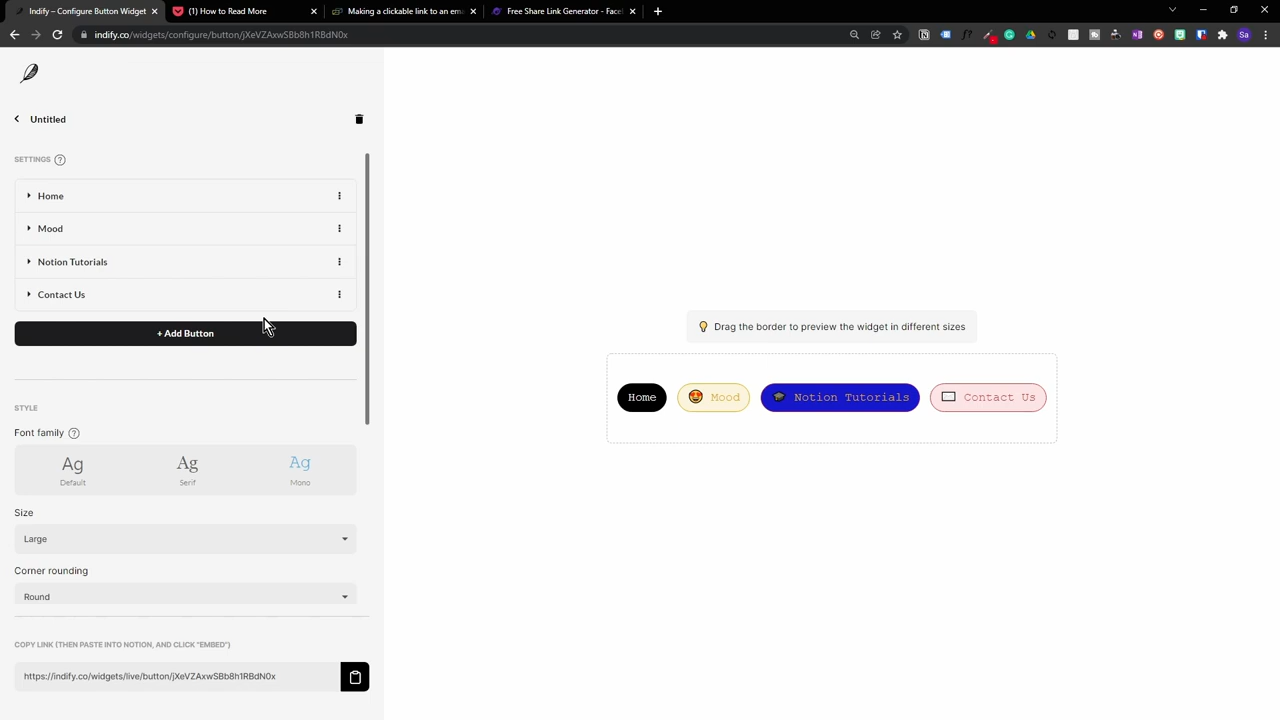 Indify – Configure Button Widget
(1) How to Read More
Making a clickable link to an em
Free Share Link Generator - Face
indify.co/widgets/configure/button/jXeVZAxwSBb8h1RBdN0x
Sa
Untitled
SETTINGS ?
Home
Mood
Notion Tutorials
Contact Us
+ Add Button
STYLE
Font family ?
Ag Ag Ag
Default Serif Mono
Size
Large
Corner rounding
Round
COPY LINK (THEN PASTE INTO NOTION, AND CLICK "EMBED")
https://indify.co/widgets/live/button/jXeVZAxwSBb8h1RBdN0x
Drag the border to preview the widget in different sizes
Home Mood Notion Tutorials Contact Us